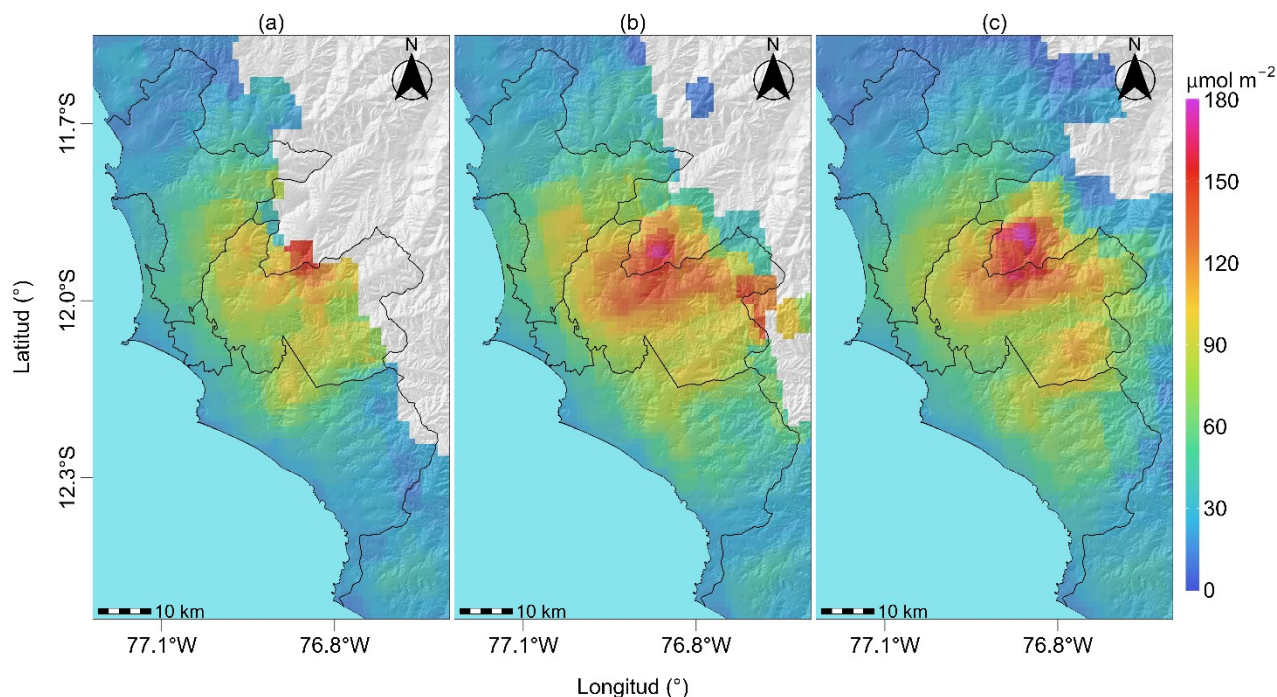 (a) (b) (c)
N N N
μmol m⁻²
180
150
120
90
60
30
0
11.7°S
12.0°S
12.3°S
Latitud (°)
10 km 10 km 10 km
77.1°W 76.8°W 77.1°W 76.8°W 77.1°W 76.8°W
Longitud (°)